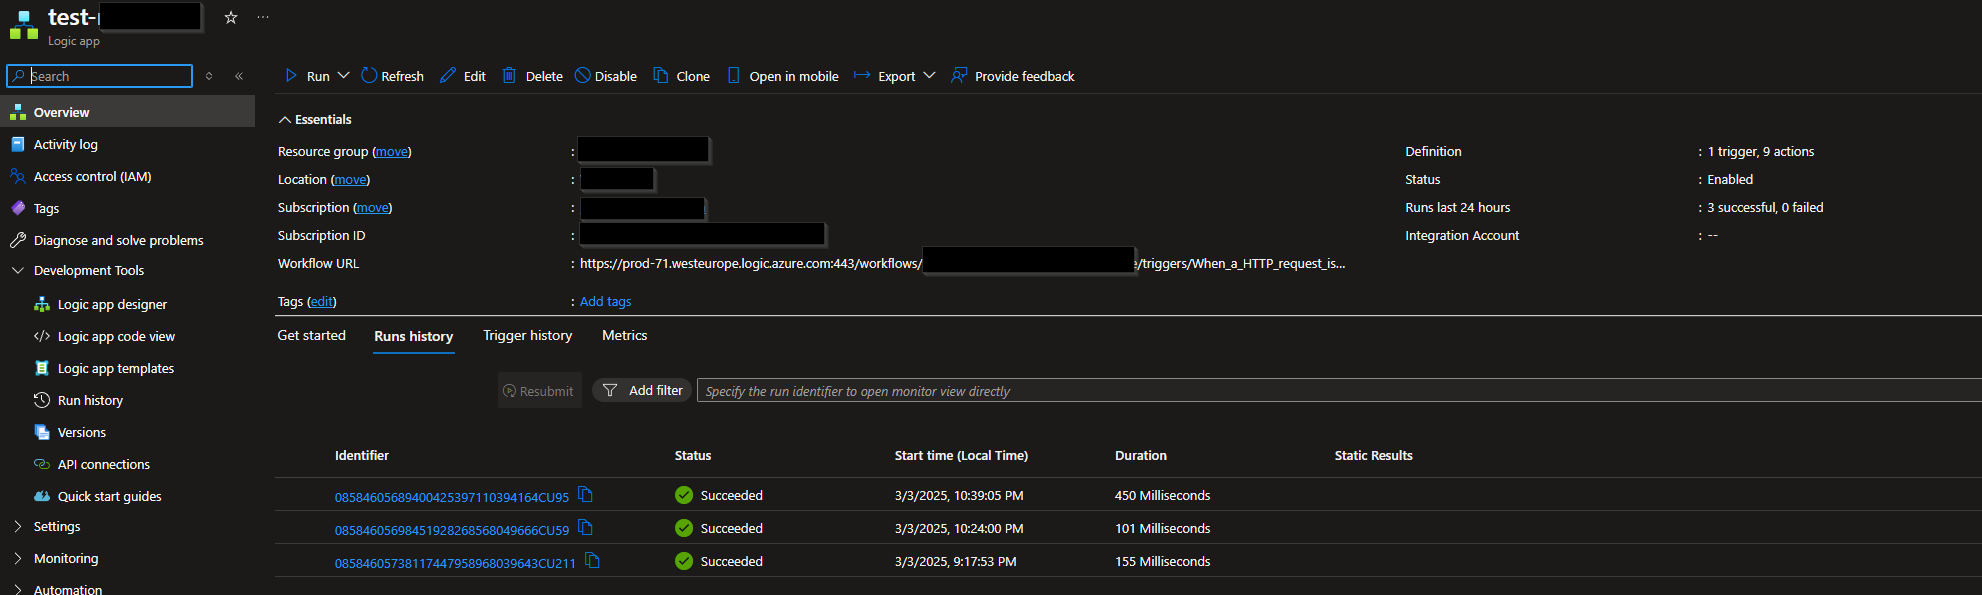 test-
Logic app
Search
Run Refresh Edit Delete Disable Clone Open in mobile Export Provide feedback
Overview
Activity log
Access control (IAM)
Tags
Diagnose and solve problems
Development Tools
Logic app designer
Logic app code view
Logic app templates
Run history
Versions
API connections
Quick start guides
Settings
Monitoring
Automation
Essentials
Resource group (move) :
Location (move) :
Subscription (move) :
Subscription ID :
Workflow URL : https://prod-71.westeurope.logic.azure.com:443/workflows/ /triggers/When_a_HTTP_request_is...
Tags (edit) : Add tags
Definition : 1 trigger, 9 actions
Status : Enabled
Runs last 24 hours : 3 successful, 0 failed
Integration Account : --
Get started Runs history Trigger history Metrics
Resubmit Add filter Specify the run identifier to open monitor view directly
Identifier Status Start time (Local Time) Duration Static Results
08584605689400425397110394164CU95 Succeeded 3/3/2025, 10:39:05 PM 450 Milliseconds
08584605698451928268568049666CU59 Succeeded 3/3/2025, 10:24:00 PM 101 Milliseconds
08584605738117447958968039643CU211 Succeeded 3/3/2025, 9:17:53 PM 155 Milliseconds